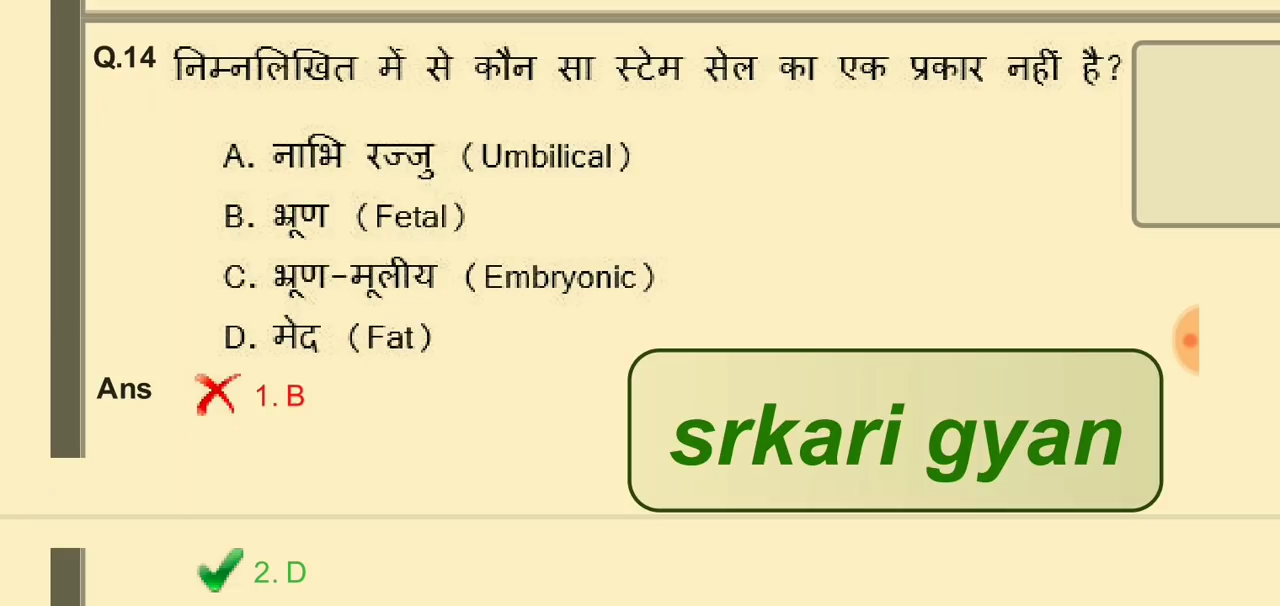 Q.14 निम्नलिखित में से कौन सा स्टेम सेल का एक प्रकार नहीं है?
A. नाभि रज्जु (Umbilical)
B. भ्रूण (Fetal)
C. भ्रूण-मूलीय (Embryonic)
D. मेद (Fat)
Ans 1. B
srkari gyan
2. D